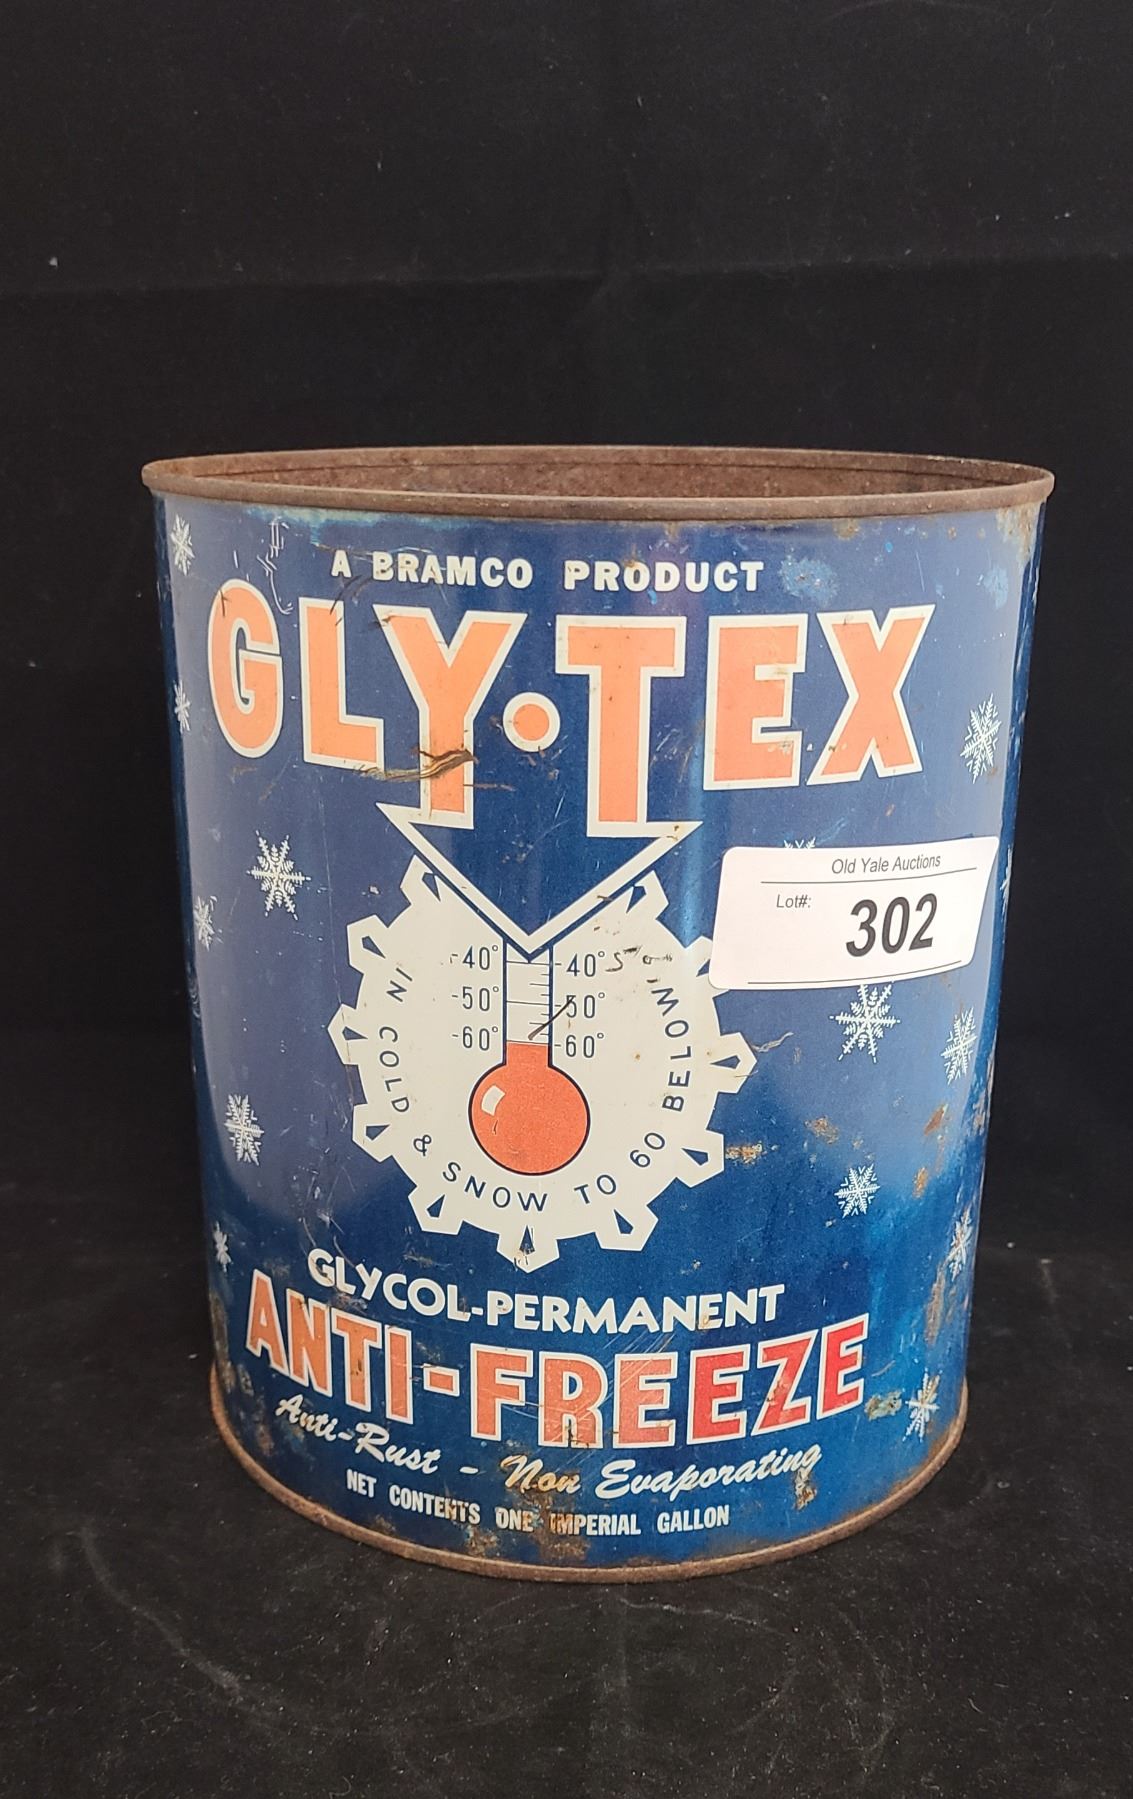 A BRAMCO PRODUCT
GLY•TEX
Old Yale Auctions
Lot#: 302
-40° -40°
-50° -50°
-60° -60°
IN COLD & SNOW TO 60 BELOW
GLYCOL-PERMANENT
ANTI-FREEZE
Anti-Rust - Non Evaporating
NET CONTENTS ONE IMPERIAL GALLON